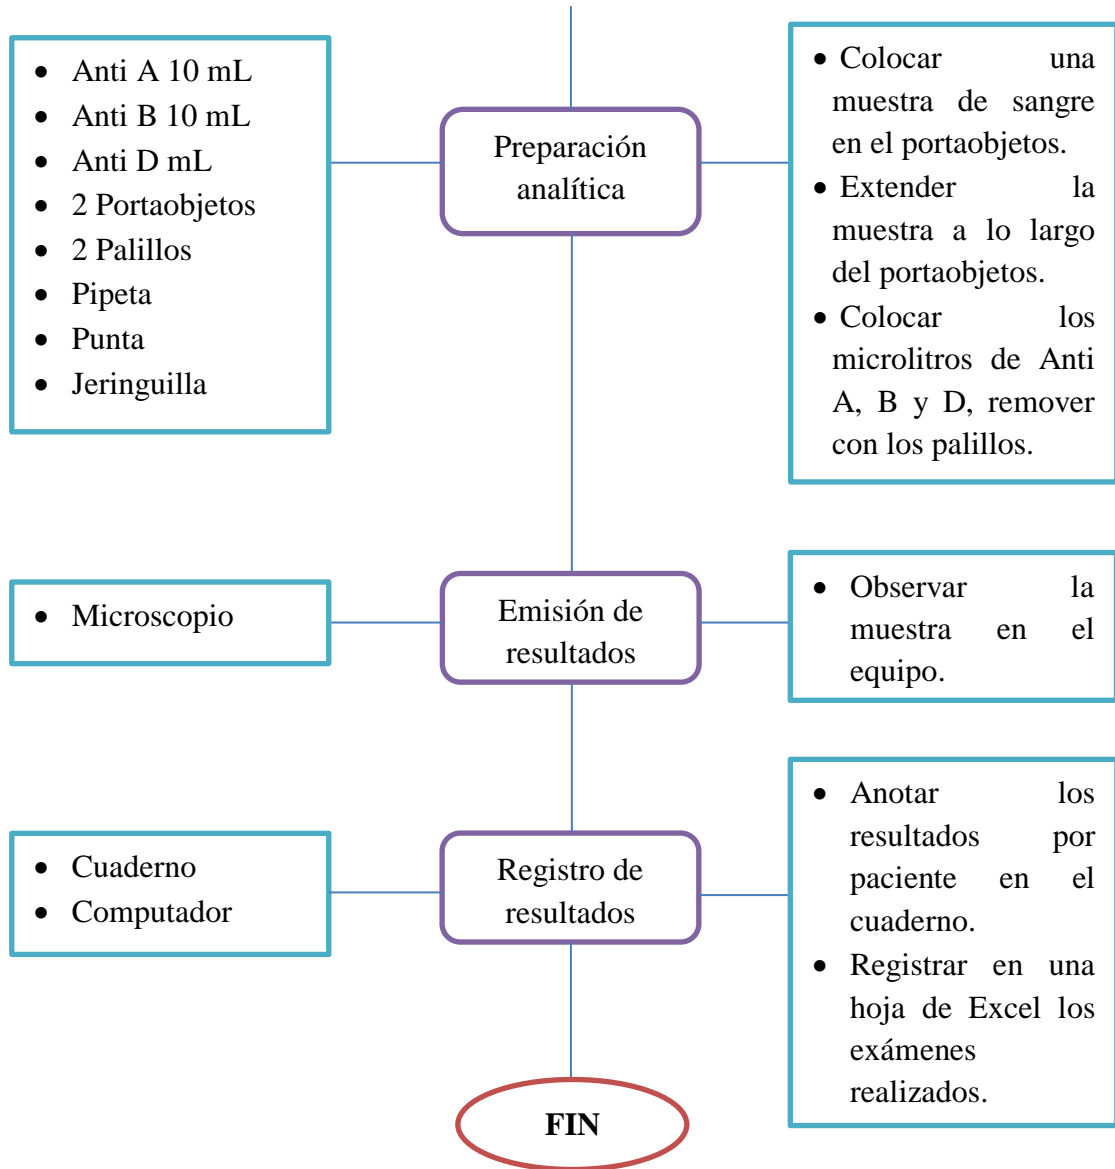 • Anti A 10 mL
• Anti B 10 mL
• Anti D mL
• 2 Portaobjetos
• 2 Palillos
• Pipeta
• Punta
• Jeringuilla
Preparación
analítica
• Colocar una
muestra de sangre
en el portaobjetos.
• Extender la
muestra a lo largo
del portaobjetos.
• Colocar los
microlitros de Anti
A, B y D, remover
con los palillos.
• Microscopio
Emisión de
resultados
• Observar la
muestra en el
equipo.
• Cuaderno
• Computador
Registro de
resultados
• Anotar los
resultados por
paciente en el
cuaderno.
• Registrar en una
hoja de Excel los
exámenes
realizados.
FIN